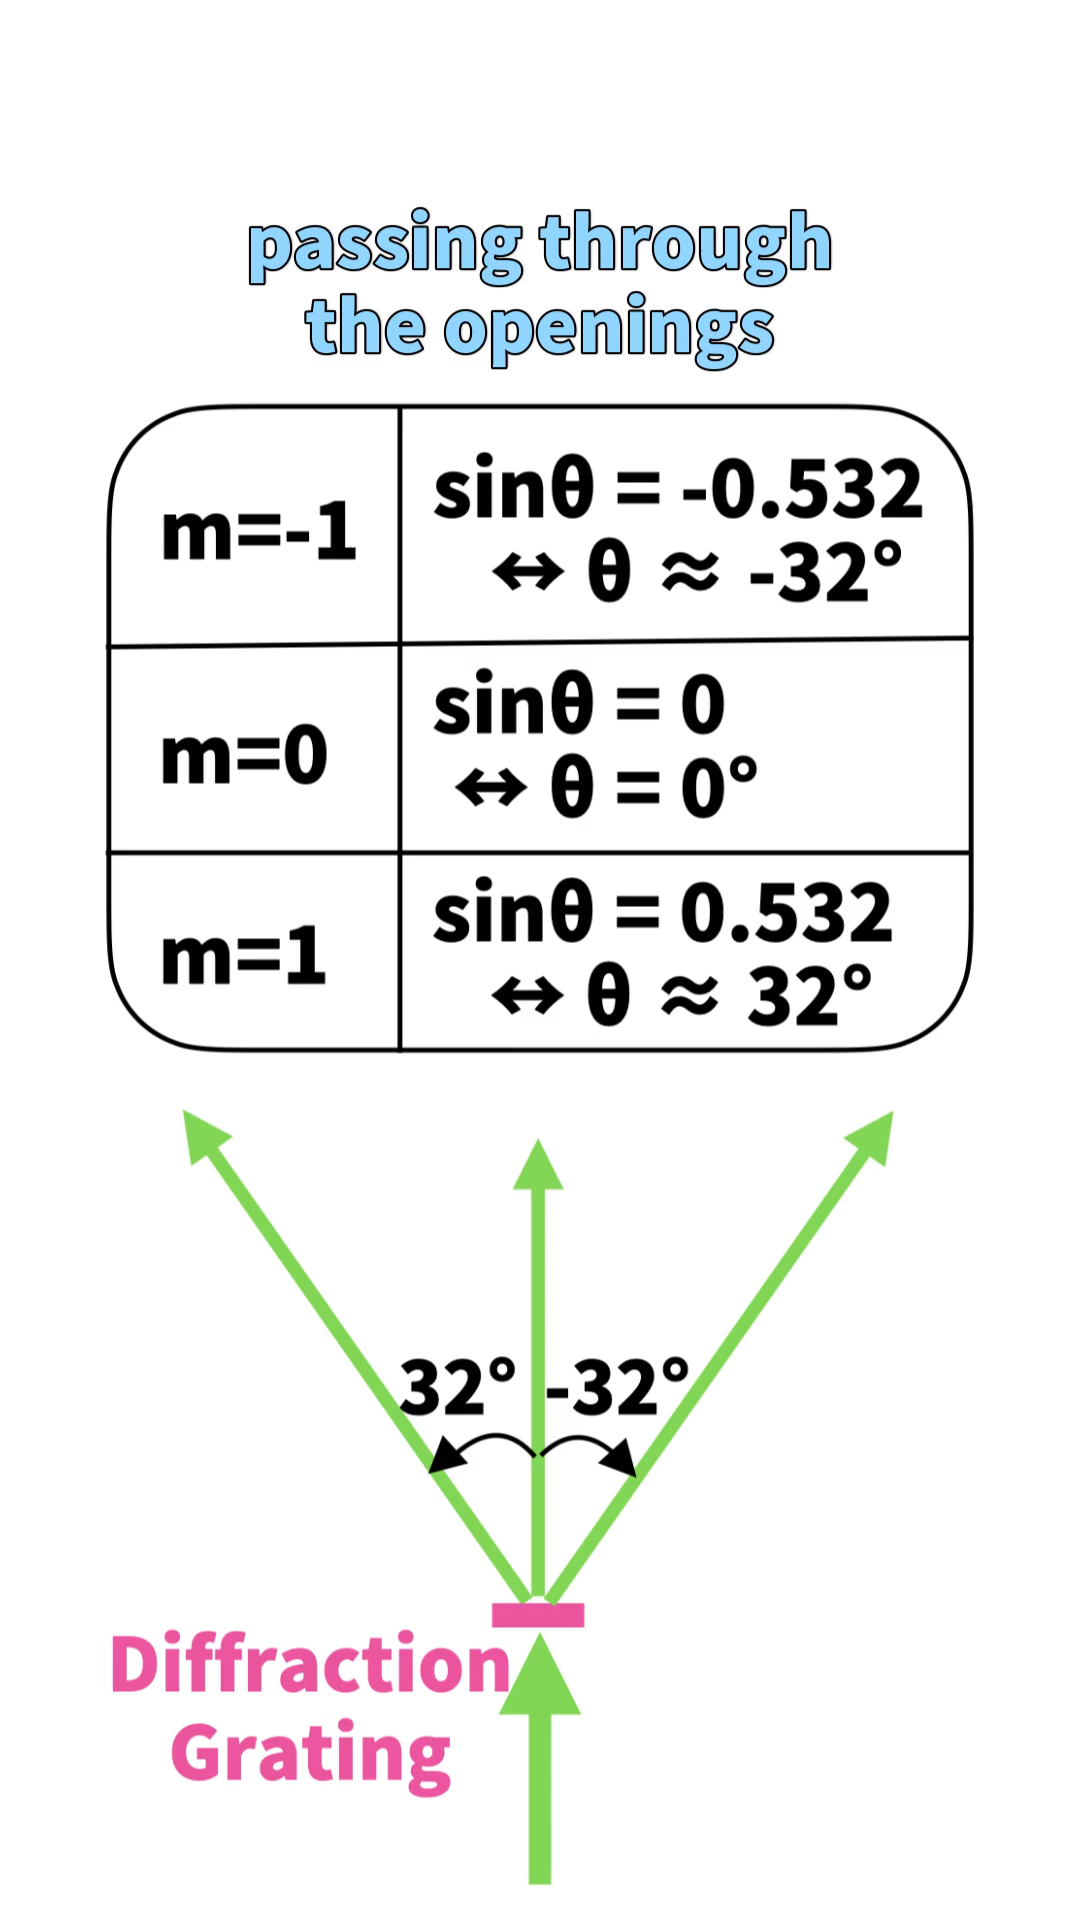 passing through
the openings
m=-1
sinθ = -0.532
↔ θ ≈ -32°
m=0
sinθ = 0
↔ θ = 0°
m=1
sinθ = 0.532
↔ θ ≈ 32°
32° -32°
Diffraction
Grating